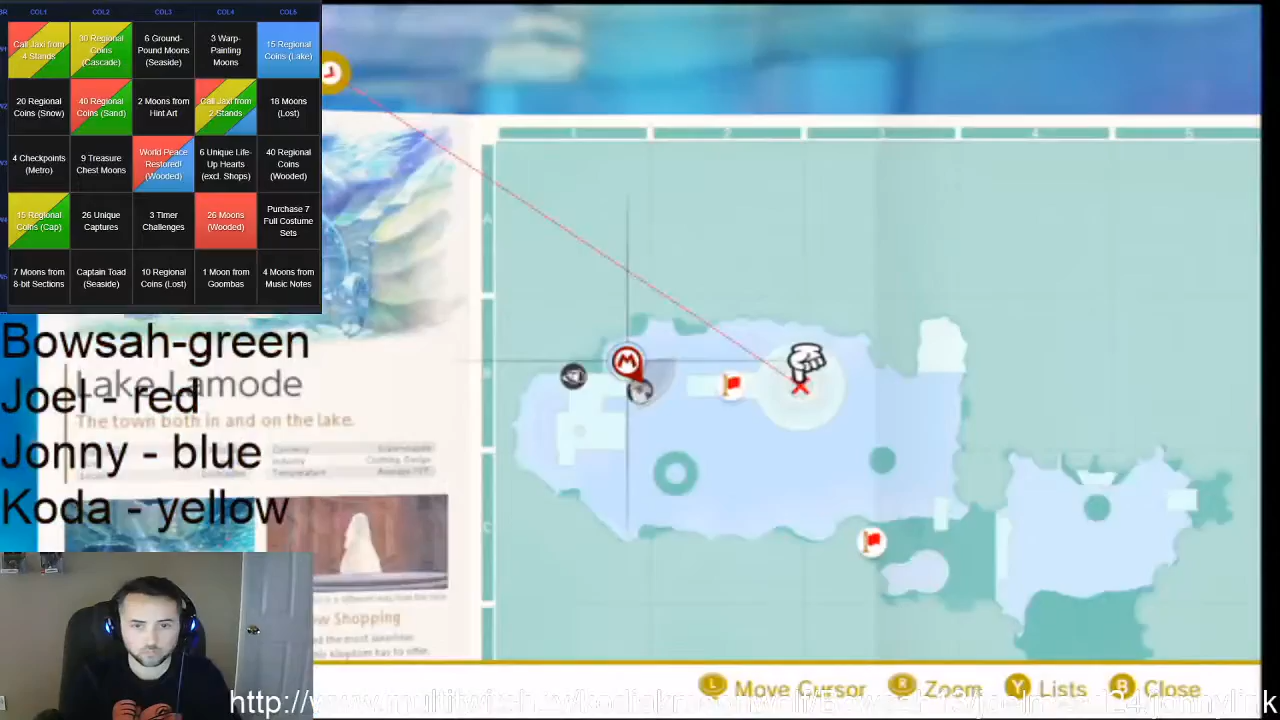 COL1 COL2 COL3 COL4 COL5
Call Jaxi from 4 Stands
30 Regional Coins (Cascade)
6 Ground-Pound Moons (Seaside)
3 Warp-Painting Moons
15 Regional Coins (Lake)
20 Regional Coins (Snow)
40 Regional Coins (Sand)
2 Moons from Hint Art
Call Jaxi from 2 Stands
18 Moons (Lost)
4 Checkpoints (Metro)
9 Treasure Chest Moons
World Peace Restored! (Wooded)
6 Unique Life-Up Hearts (excl. Shops)
40 Regional Coins (Wooded)
15 Regional Coins (Cap)
26 Unique Captures
3 Timer Challenges
26 Moons (Wooded)
Purchase 7 Full Costume Sets
7 Moons from 8-bit Sections
Captain Toad (Seaside)
10 Regional Coins (Lost)
1 Moon from Goombas
4 Moons from Music Notes
1 2 3 4 5
A
B
C
Bowsah-green
Lake Lamode
Joel - red
The town both in and on the lake.
Jonny - blue
Koda - yellow
Shopping
L Move Cursor R Zoom Y Lists B Close